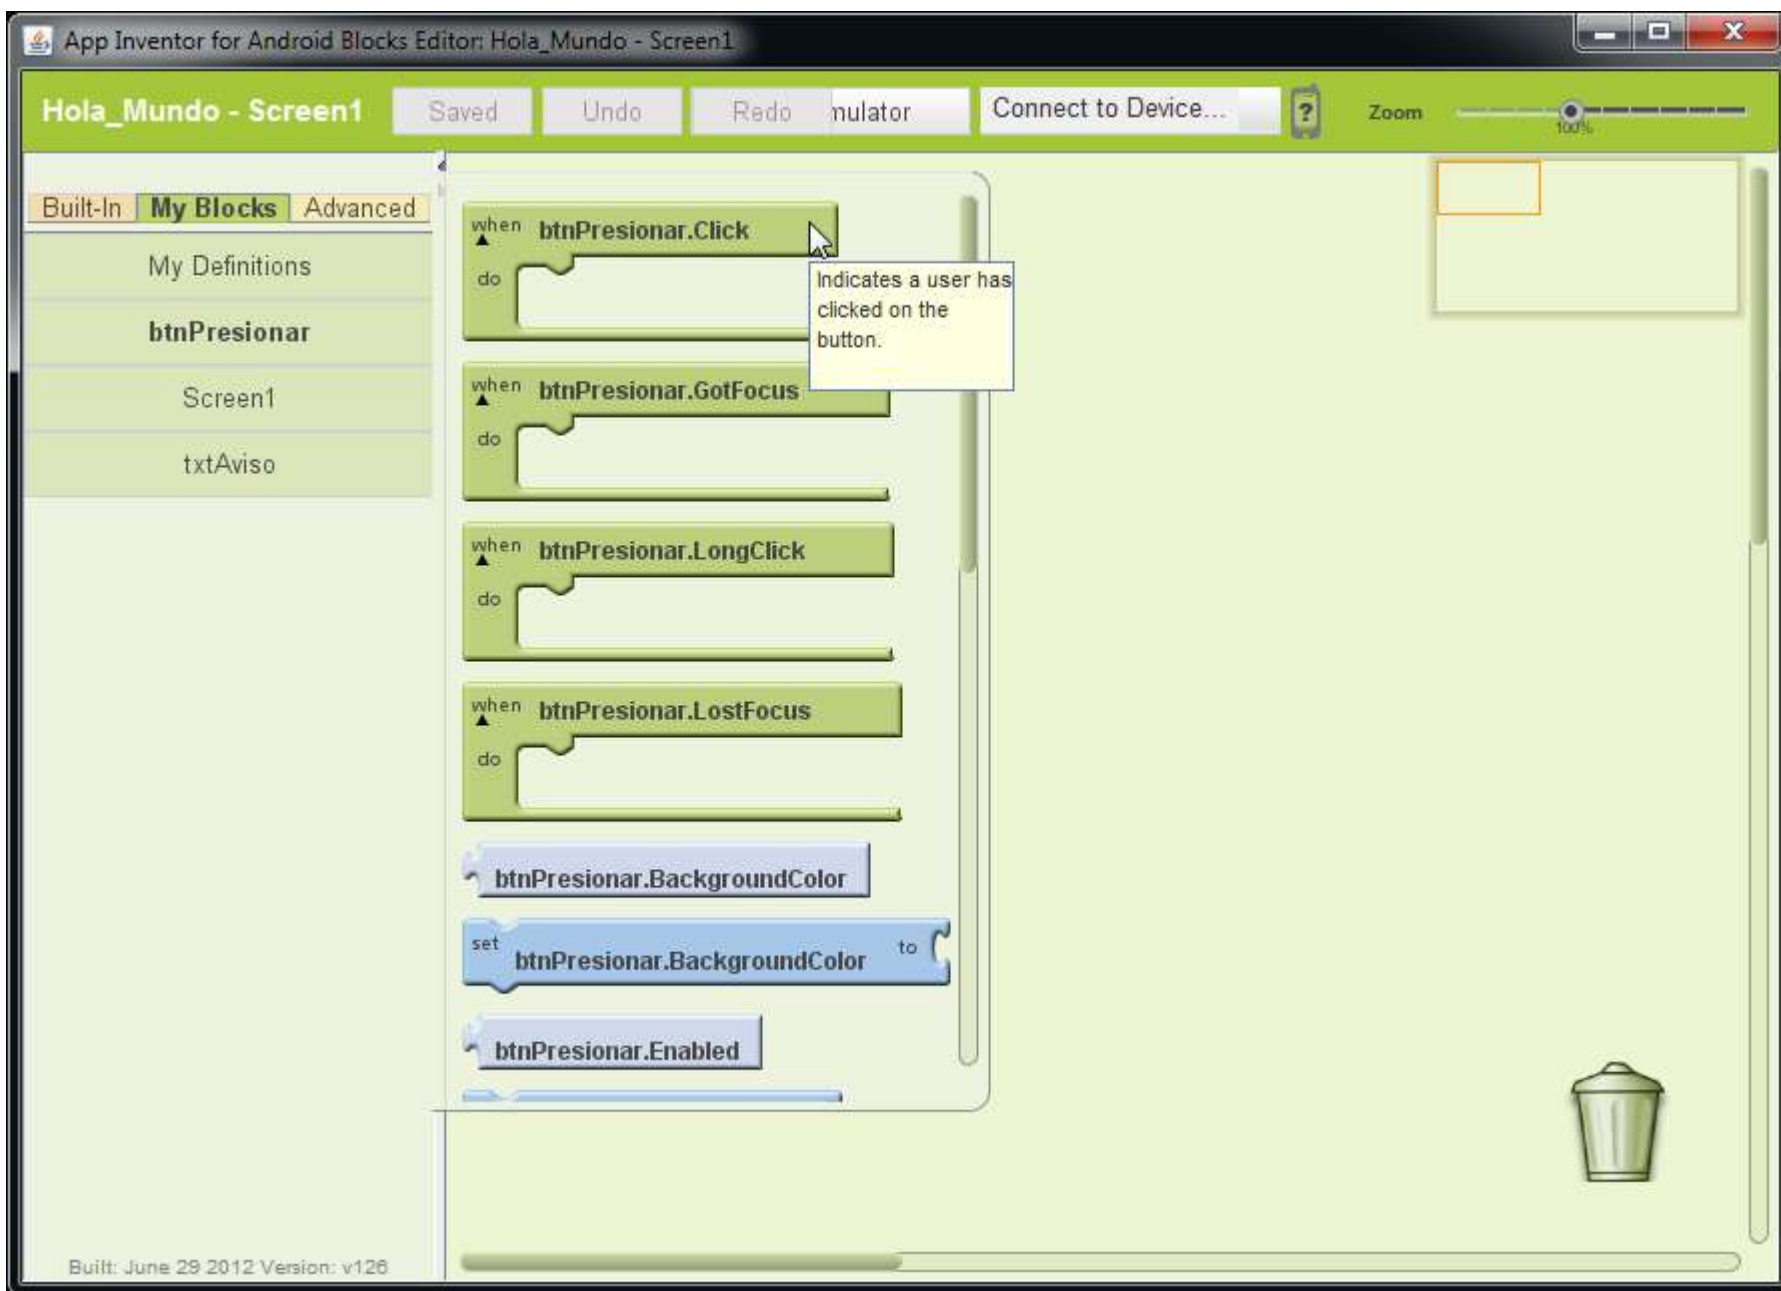 App Inventor for Android Blocks Editor: Hola_Mundo - Screen1
Hola_Mundo - Screen1
Saved
Undo
Redo
mulator
Connect to Device...
?
Zoom
100%
Built-In
My Blocks
Advanced
My Definitions
btnPresionar
Screen1
txtAviso
when btnPresionar.Click
do
Indicates a user has
clicked on the
button.
when btnPresionar.GotFocus
do
when btnPresionar.LongClick
do
when btnPresionar.LostFocus
do
btnPresionar.BackgroundColor
set btnPresionar.BackgroundColor to
btnPresionar.Enabled
Built: June 29 2012 Version: v126